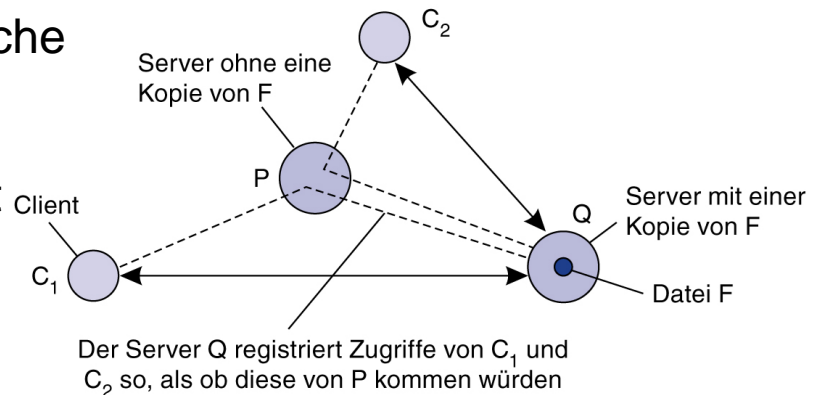 che
C2
Server ohne eine
Kopie von F
P
Client
Q
Server mit einer
Kopie von F
C1
Datei F
Der Server Q registriert Zugriffe von C1 und
C2 so, als ob diese von P kommen würden